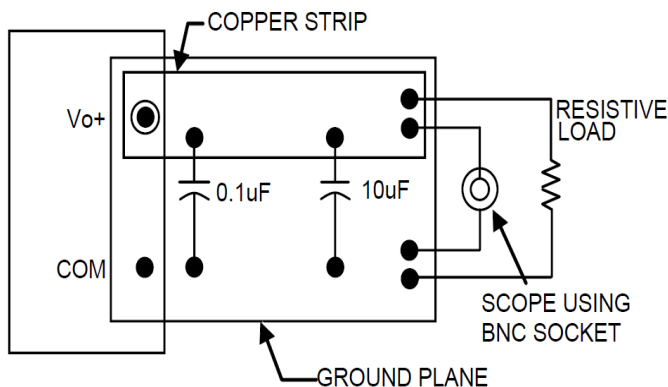 COPPER STRIP
Vo+
RESISTIVE
LOAD
0.1uF
10uF
COM
SCOPE USING
BNC SOCKET
GROUND PLANE